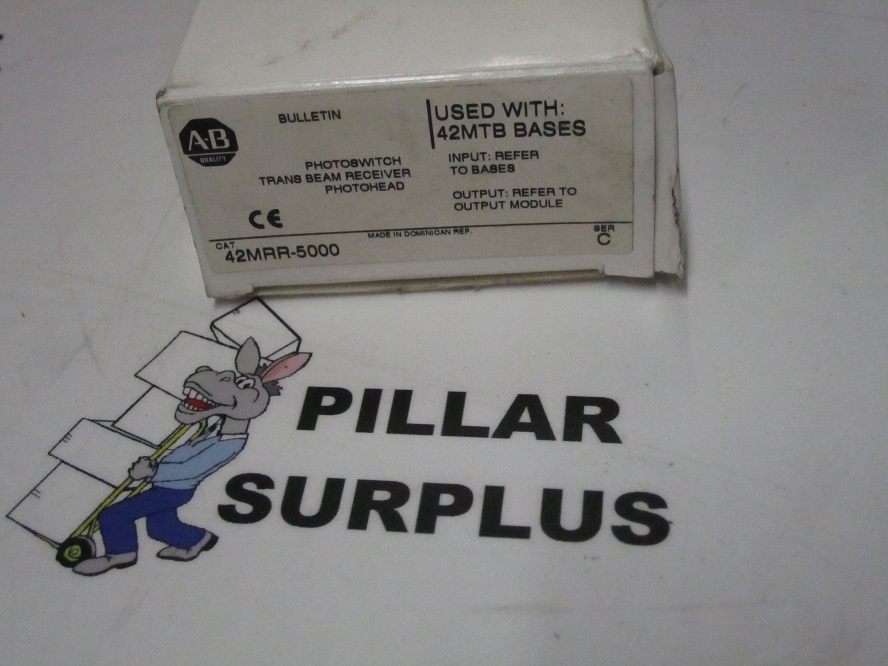 A·B
QUALITY
BULLETIN
PHOTOSWITCH
TRANS BEAM RECEIVER
PHOTOHEAD
CE
USED WITH:
42MTB BASES
INPUT: REFER
TO BASES
OUTPUT: REFER TO
OUTPUT MODULE
CAT
42MRR-5000
MADE IN DOMINICAN REP.
SER
C
PILLAR
SURPLUS